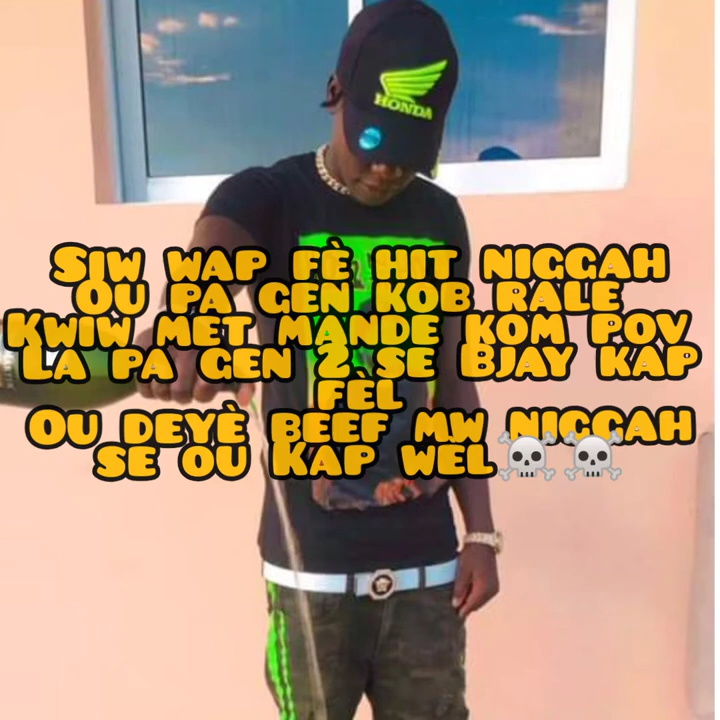 HONDA
Siw wap fè hit niggah
Ou pa gen kob rale
Kwiw met mande kom pov
La pa gen 2 se Bjay kap
fèl
Ou deyè beef mw niggah
se ou Kap wel☠️☠️